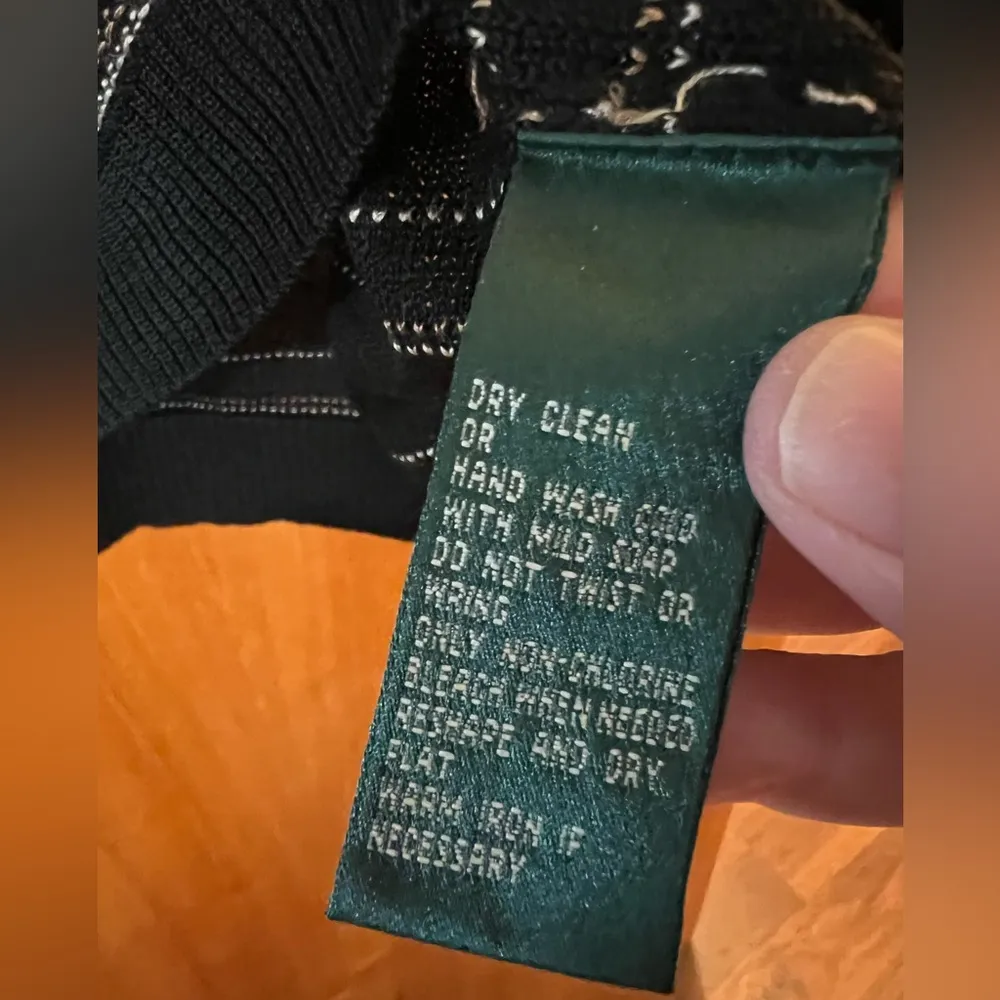 DRY CLEAN
OR
HAND WASH COLD
WITH MILD SOAP
DO NOT TWIST OR
WRING
ONLY NON-CHLORINE
BLEACH WHEN NEEDED
RESHAPE AND DRY
FLAT
WARM IRON IF
NECESSARY